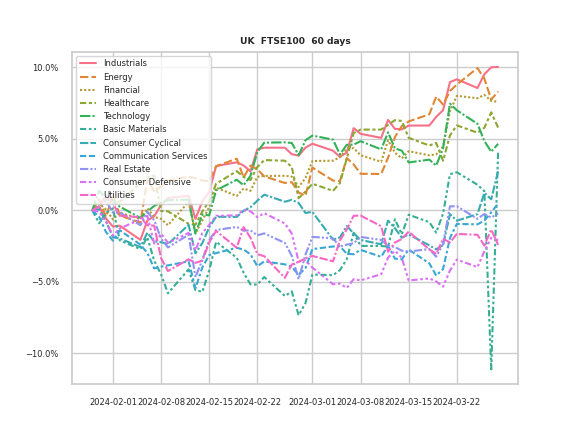 UK  FTSE100  60 days
10.0%
5.0%
0.0%
−5.0%
−10.0%
Industrials
Energy
Financial
Healthcare
Technology
Basic Materials
Consumer Cyclical
Communication Services
Real Estate
Consumer Defensive
Utilities
2024-02-01 2024-02-08 2024-02-15 2024-02-22 2024-03-01 2024-03-08 2024-03-15 2024-03-22